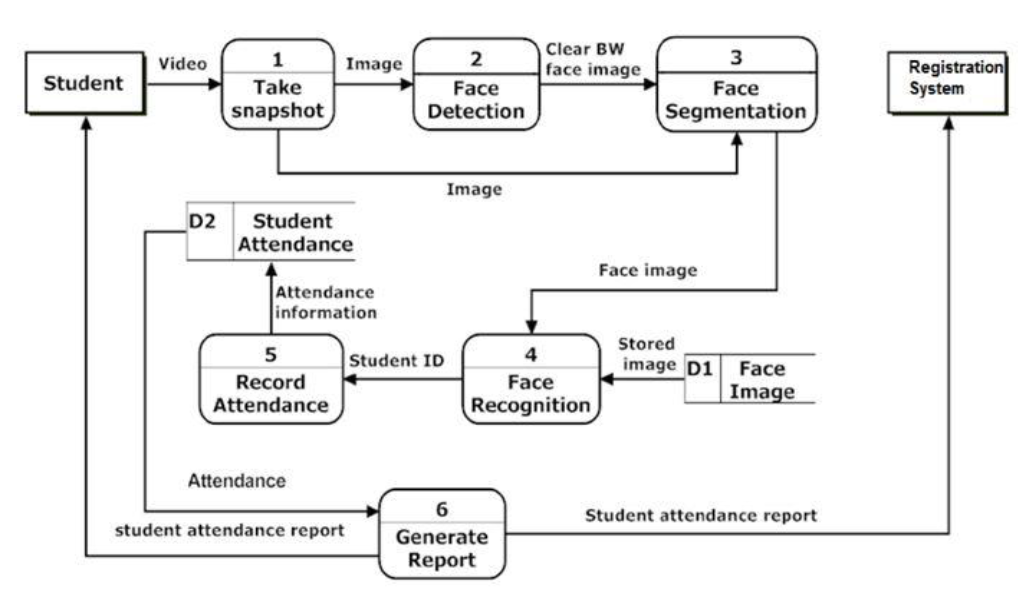 Student
Video
1
Take
snapshot
Image
2
Face
Detection
Clear BW
face image
3
Face
Segmentation
Registration
System
Image
D2
Student
Attendance
Face image
Attendance
information
5
Record
Attendance
Student ID
4
Face
Recognition
Stored
image
D1
Face
Image
Attendance
student attendance report
6
Generate
Report
Student attendance report